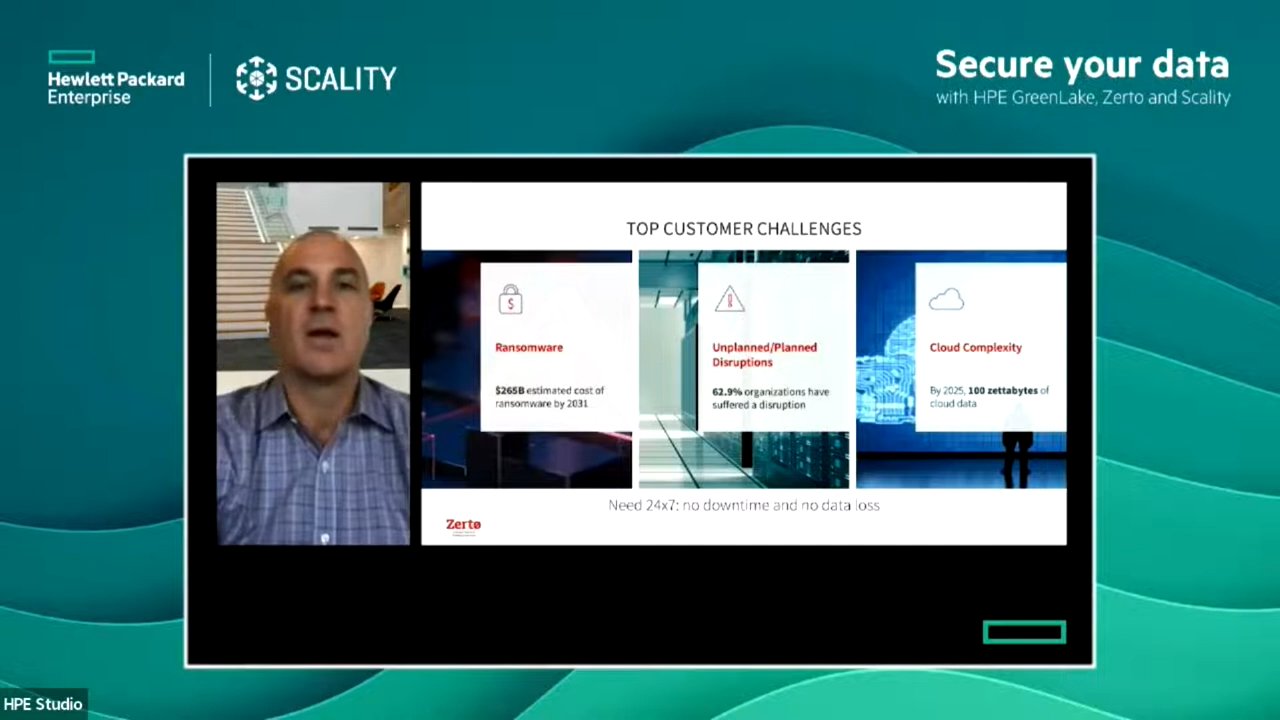 Hewlett Packard
Enterprise
SCALITY
Secure your data
with HPE GreenLake, Zerto and Scality
TOP CUSTOMER CHALLENGES
$
Ransomware
$265B estimated cost of
ransomware by 2031
Unplanned/Planned
Disruptions
62.9% organizations have
suffered a disruption
Cloud Complexity
By 2025, 100 zettabytes of
cloud data
Need 24x7: no downtime and no data loss
Zerto
HPE Studio